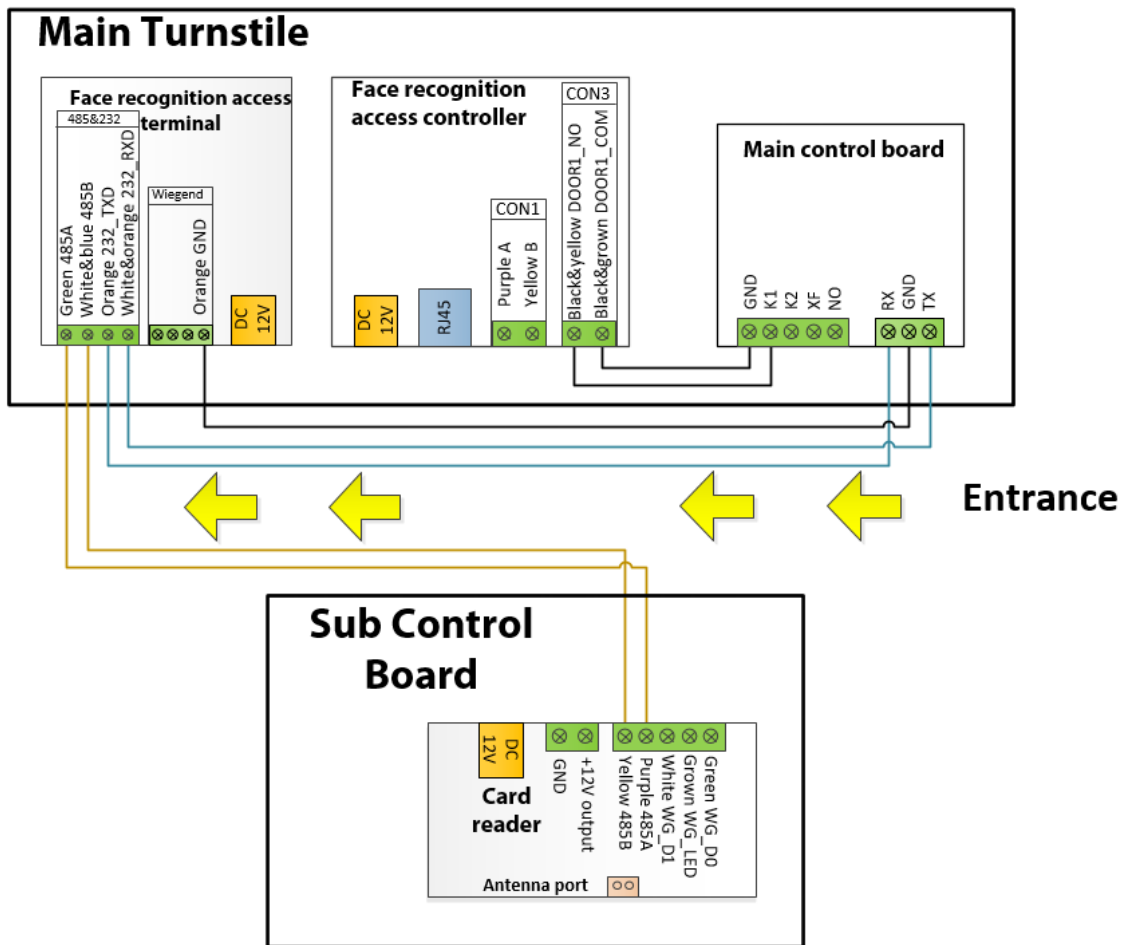 Main Turnstile
Face recognition access
terminal
485&232
Green 485A
White&blue 485B
Orange 232_TXD
White&orange 232_RXD
Wiegend
Orange GND
DC
12V
Face recognition
access controller
DC
12V
RJ45
CON1
Purple A
Yellow B
CON3
Black&yellow DOOR1_NO
Black&grown DOOR1_COM
Main control board
GND
K1
K2
XF
NO
RX
GND
TX
Entrance
Sub Control
Board
DC
12V
Card
reader
GND
+12V output
Yellow 485B
Purple 485A
White WG_D1
Grown WG_LED
Green WG_D0
Antenna port